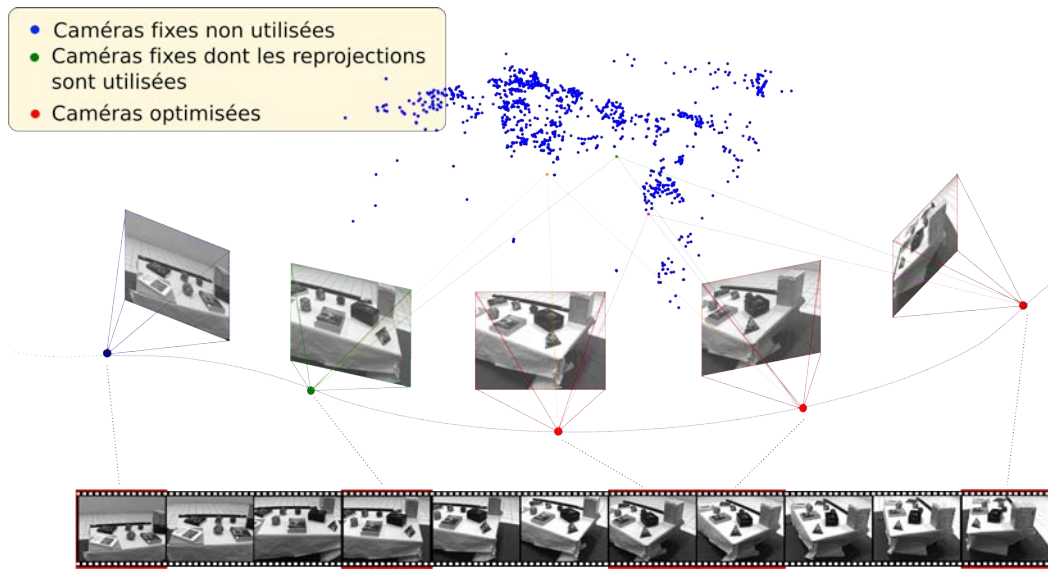 Caméras fixes non utilisées
Caméras fixes dont les reprojections
sont utilisées
Caméras optimisées